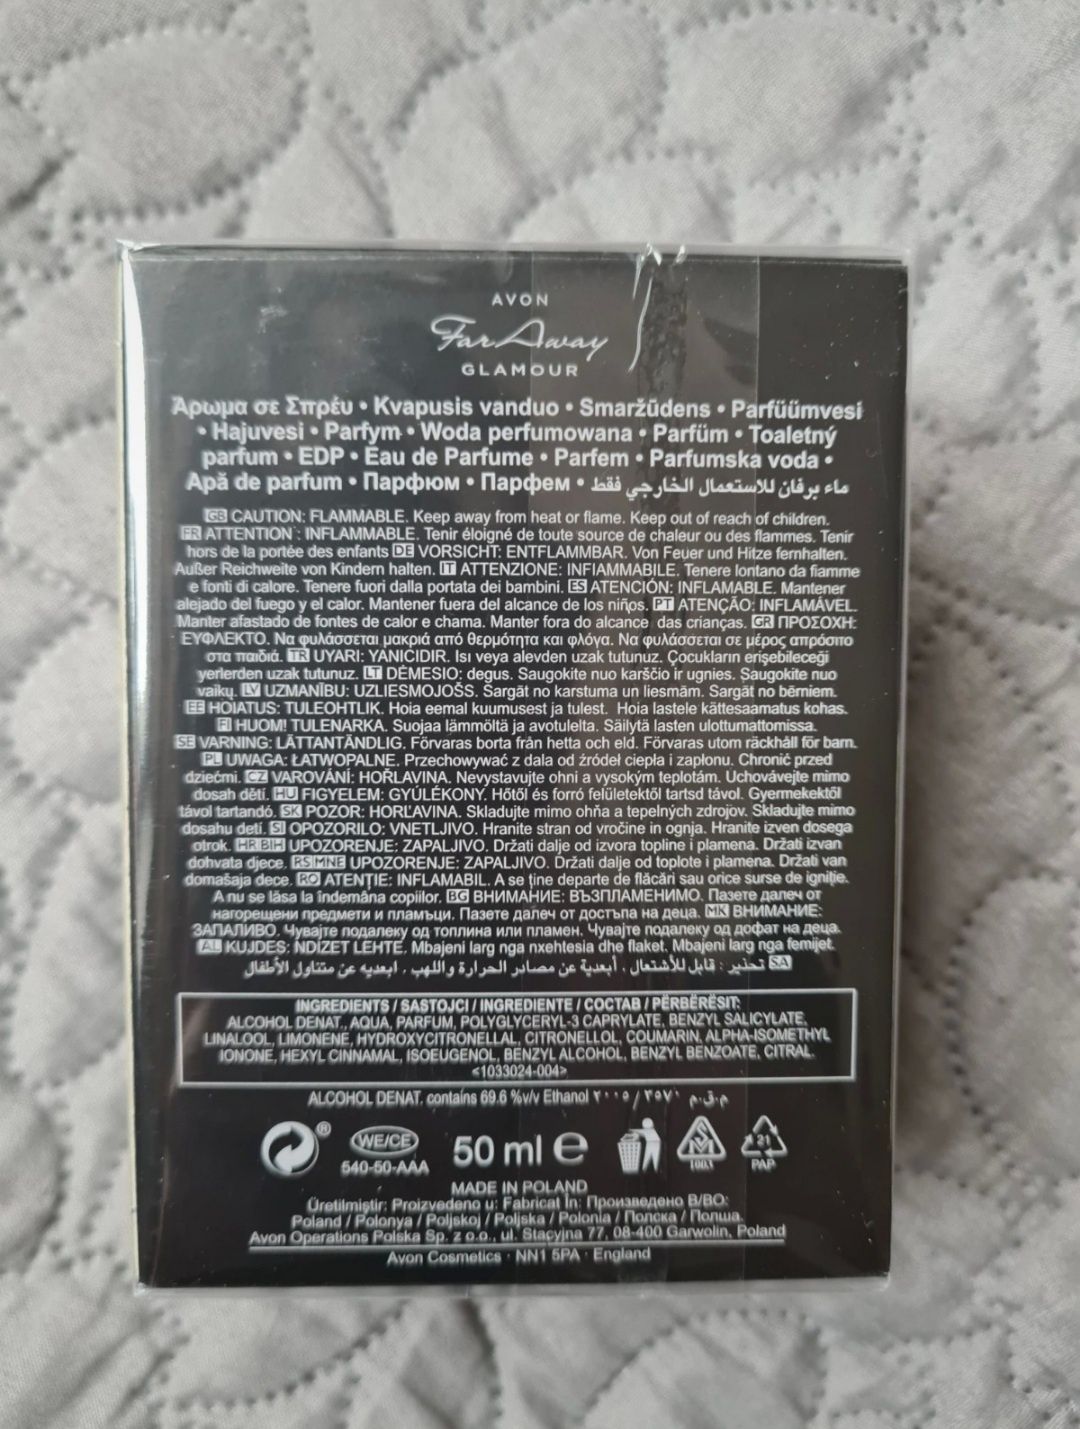 AVON
Far Away
GLAMOUR
Άρωμα σε Σπρέυ • Kvapusis vanduo • Smaržūdens • Parfüümvesi
• Hajuvesi • Parfym • Woda perfumowana • Parfüm • Toaletný
parfum • EDP • Eau de Parfume • Parfem • Parfumska voda •
Apă de parfum • Парфюм • Парфем • ماء برفان للاستعمال الخارجي فقط
GB CAUTION: FLAMMABLE. Keep away from heat or flame. Keep out of reach of children.
FR ATTENTION : INFLAMMABLE. Tenir éloigné de toute source de chaleur ou des flammes. Tenir
hors de la portée des enfants DE VORSICHT: ENTFLAMMBAR. Von Feuer und Hitze fernhalten.
Außer Reichweite von Kindern halten. IT ATTENZIONE: INFIAMMABILE. Tenere lontano da fiamme
e fonti di calore. Tenere fuori dalla portata dei bambini. ES ATENCIÓN: INFLAMABLE. Mantener
alejado del fuego y el calor. Mantener fuera del alcance de los niños. PT ATENÇÃO: INFLAMÁVEL.
Manter afastado de fontes de calor e chama. Manter fora do alcance das crianças. GR ΠΡΟΣΟΧΗ:
ΕΥΦΛΕΚΤΟ. Να φυλάσσεται μακριά από θερμότητα και φλόγα. Να φυλάσσεται σε μέρος απρόσιτο
στα παιδιά. TR UYARI: YANICIDIR. Isı veya alevden uzak tutunuz. Çocukların erişebileceği
yerlerden uzak tutunuz. LT DĖMESIO: degus. Saugokite nuo karščio ir ugnies. Saugokite nuo
vaikų. LV UZMANĪBU: UZLIESMOJOŠS. Sargāt no karstuma un liesmām. Sargāt no bērniem.
EE HOIATUS: TULEOHTLIK. Hoia eemal kuumusest ja tulest. Hoia lastele kättesaamatus kohas.
FI HUOM! TULENARKA. Suojaa lämmöltä ja avotulelta. Säilytä lasten ulottumattomissa.
SE VARNING: LÄTTANTÄNDLIG. Förvaras borta från hetta och eld. Förvaras utom räckhåll för barn.
PL UWAGA: ŁATWOPALNE. Przechowywać z dala od źródeł ciepła i zapłonu. Chronić przed
dziećmi. CZ VAROVÁNÍ: HOŘLAVINA. Nevystavujte ohni a vysokým teplotám. Uchovávejte mimo
dosah dětí. HU FIGYELEM: GYÚLÉKONY. Hőtől és forró felületektől tartsd távol. Gyermekektől
távol tartandó. SK POZOR: HORĽAVINA. Skladujte mimo ohňa a tepelných zdrojov. Skladujte mimo
dosahu detí. SI OPOZORILO: VNETLJIVO. Hranite stran od vročine in ognja. Hranite izven dosega
otrok. HR BIH UPOZORENJE: ZAPALJIVO. Držati dalje od izvora topline i plamena. Držati izvan
dohvata djece. RS MNE UPOZORENJE: ZAPALJIVO. Držati dalje od toplote i plamena. Držati van
domašaja dece. RO ATENȚIE: INFLAMABIL. A se ține departe de flăcări sau orice surse de igniție.
A nu se lăsa la îndemâna copiilor. BG ВНИМАНИЕ: ВЪЗПЛАМЕНИМО. Пазете далеч от
нагорещени предмети и пламъци. Пазете далеч от достъпа на деца. MK ВНИМАНИЕ:
ЗАПАЛИВО. Чувајте подалеку од топлина или пламен. Чувајте подалеку од дофат на деца.
AL KUJDES: NDIZET LEHTE. Mbajeni larg nga nxehtesia dhe flaket. Mbajeni larg nga femijet.
SA تحذير : قابل للأشتعال . أبعدية عن مصادر الحرارة واللهب . ابعديه عن متناول الأطفال
INGREDIENTS / SASTOJCI / INGREDIENTE / СОСТАВ / PËRBËRËSIT:
ALCOHOL DENAT., AQUA, PARFUM, POLYGLYCERYL-3 CAPRYLATE, BENZYL SALICYLATE,
LINALOOL, LIMONENE, HYDROXYCITRONELLAL, CITRONELLOL, COUMARIN, ALPHA-ISOMETHYL
IONONE, HEXYL CINNAMAL, ISOEUGENOL, BENZYL ALCOHOL, BENZYL BENZOATE, CITRAL.
<1033024-004>
ALCOHOL DENAT. contains 69.6 %v/v Ethanol م.ق.م ٣٥٧١ / ٢٠٠٥
® WE/CE 540-50-AAA 50 ml e 1003 21 PAP
MADE IN POLAND
Üretilmiştir: Proizvedeno u: Fabricat în: Произведено В/ВО:
Poland / Polonya / Poljskoj / Poljska / Polonia / Полска / Полша.
Avon Operations Polska Sp. z o.o., ul. Stacyjna 77, 08-400 Garwolin, Poland
Avon Cosmetics · NN1 5PA · England